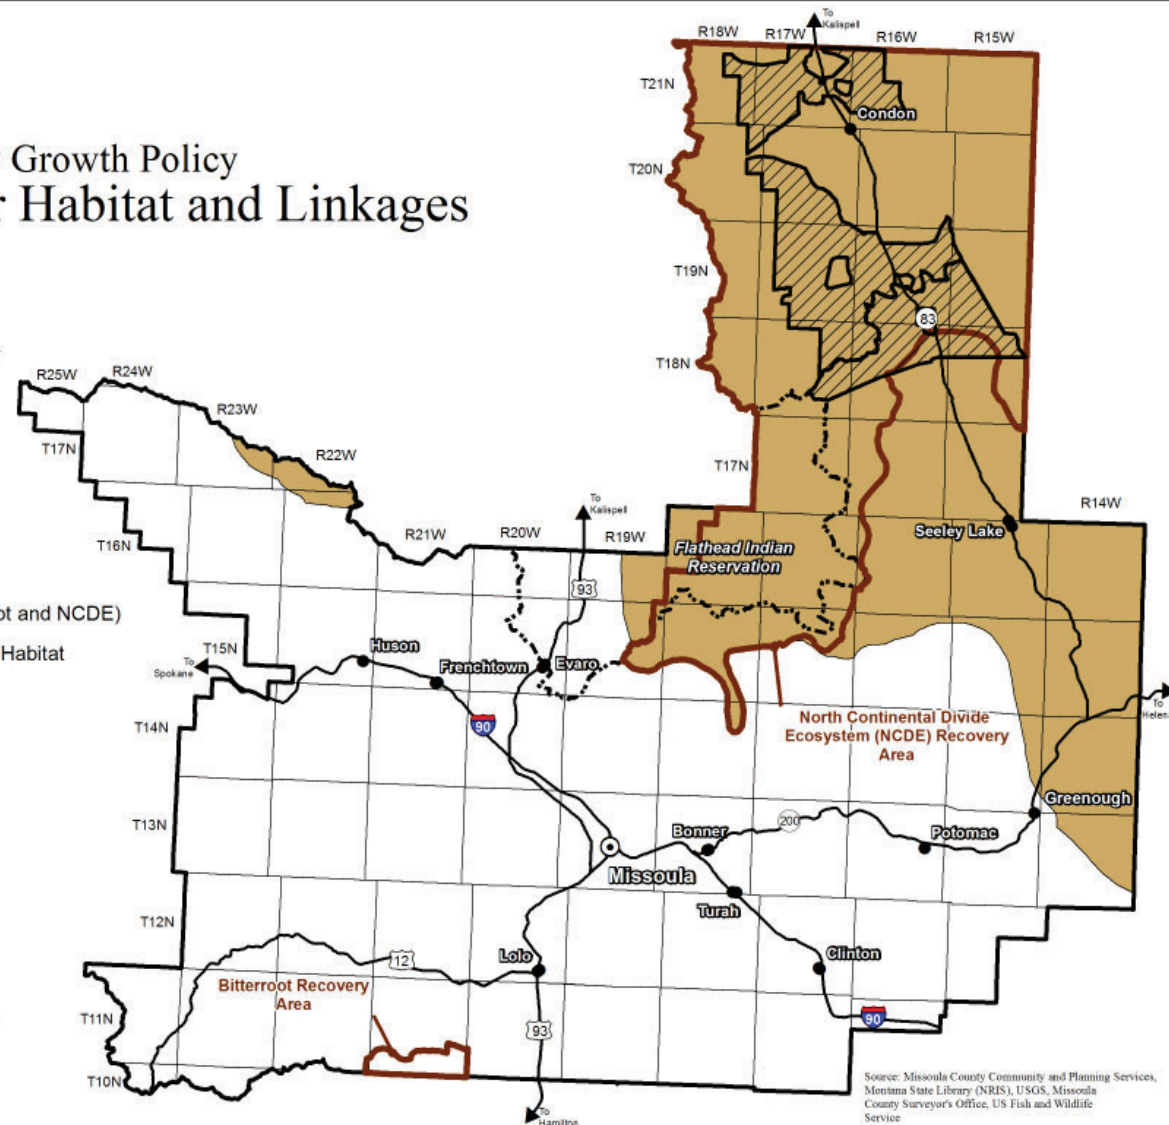 To
Kalispell
R18W
R17W
R16W
R15W
T21N
Condon
Growth Policy
T20N
Habitat and Linkages
T19N
83
T18N
R25W
R24W
R23W
R22W
T17N
T17N
R14W
To
Kalispell
R21W
R20W
R19W
Seeley Lake
T16N
Flathead Indian
Reservation
93
ot and NCDE)
Habitat
T15N
Huson
To
Spokane
Frenchtown
Evaro
To
Helen
T14N
90
North Continental Divide
Ecosystem (NCDE) Recovery
Area
Greenough
T13N
Bonner
200
Potomac
Missoula
Turah
T12N
Lolo
12
Clinton
Bitterroot Recovery
Area
T11N
93
90
T10N
To
Hamilton
Source: Missoula County Community and Planning Services,
Montana State Library (NRIS), USGS, Missoula
County Surveyor's Office, US Fish and Wildlife
Service